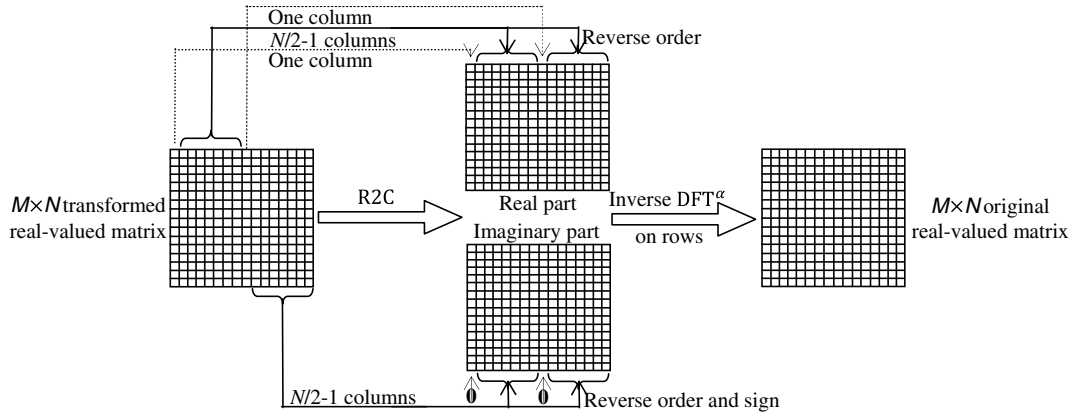 One column
N/2-1 columns
One column
Reverse order
M×N transformed
real-valued matrix
R2C
Real part
Imaginary part
Inverse DFTᵅ
on rows
M×N original
real-valued matrix
0
0
N/2-1 columns
Reverse order and sign